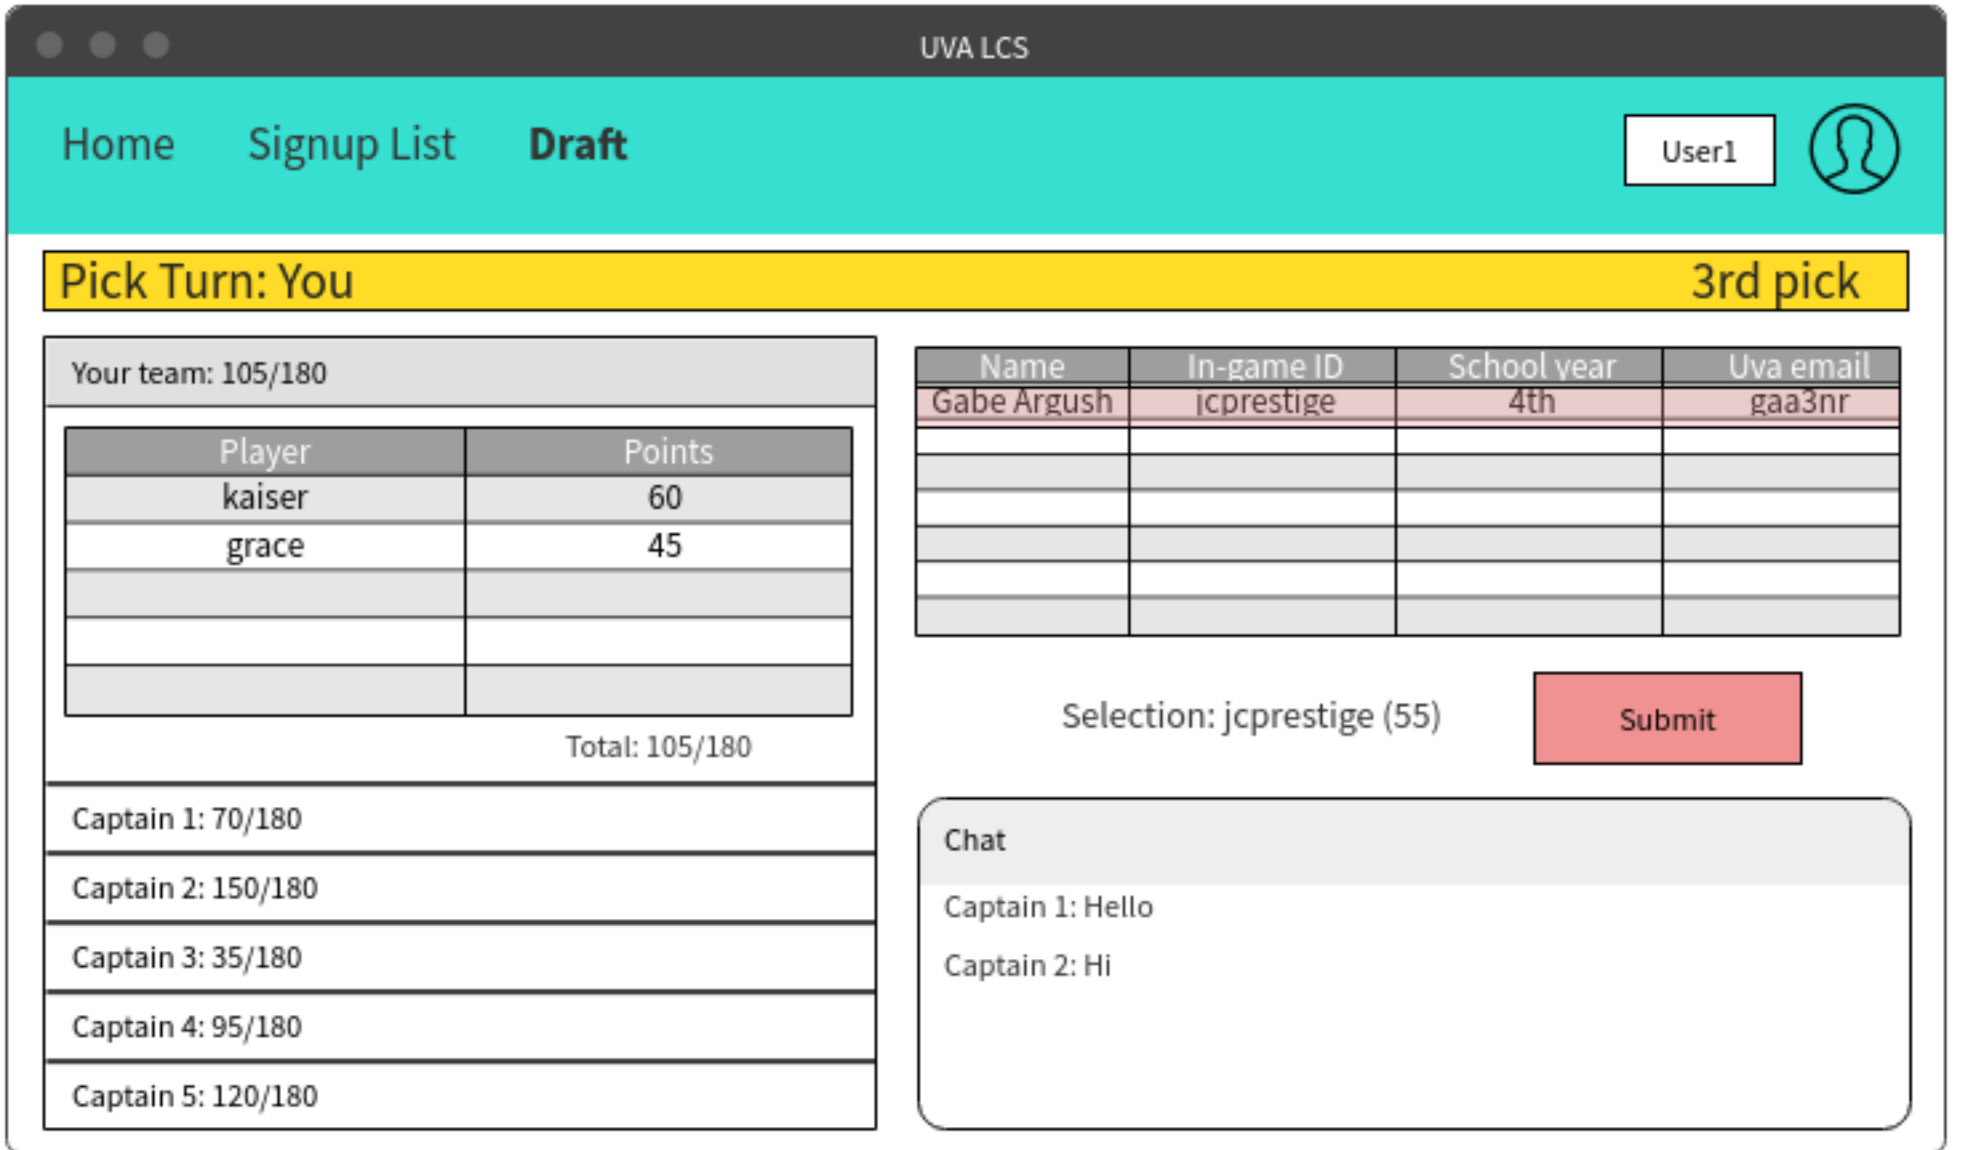 UVA LCS
Home Signup List Draft User1
Pick Turn: You 3rd pick
Your team: 105/180
Player Points
kaiser 60
grace 45
Total: 105/180
Captain 1: 70/180
Captain 2: 150/180
Captain 3: 35/180
Captain 4: 95/180
Captain 5: 120/180
Name In-game ID School year Uva email
Gabe Argush jcprestige 4th gaa3nr
Selection: jcprestige (55) Submit
Chat
Captain 1: Hello
Captain 2: Hi